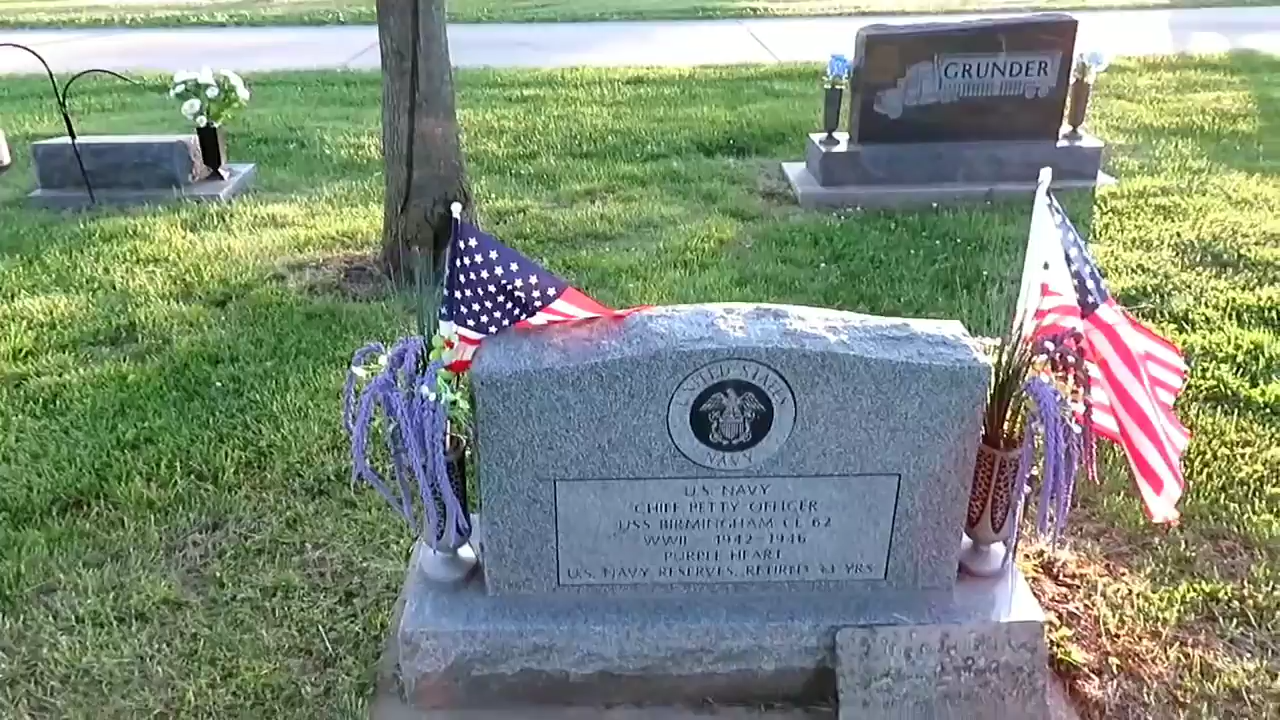 GRUNDER
UNITED STATES
NAVY
U.S. NAVY
CHIEF PETTY OFFICER
USS BIRMINGHAM CL 62
WWII 1942-1946
PURPLE HEART
U.S. NAVY RESERVES, RETIRED YRS